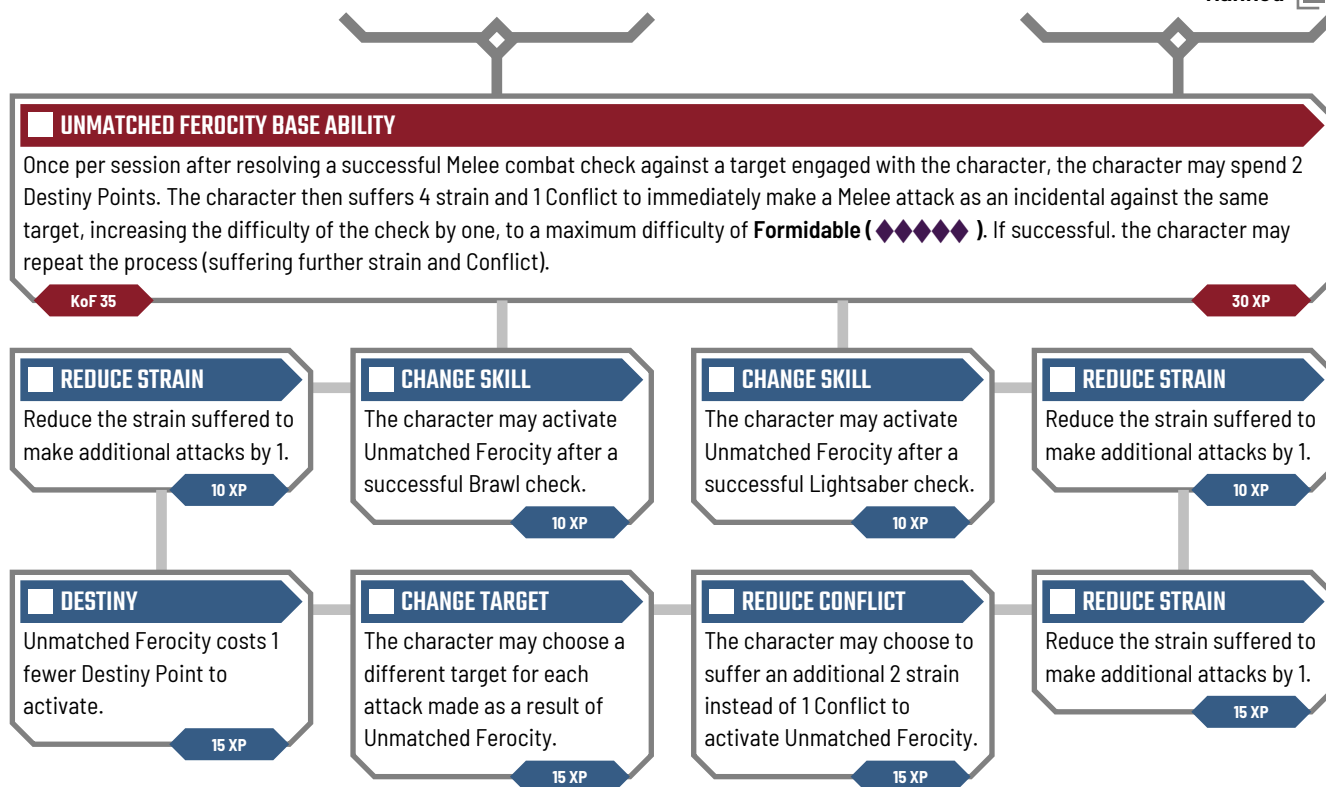 UNMATCHED FEROCITY BASE ABILITY
Once per session after resolving a successful Melee combat check against a target engaged with the character, the character may spend 2
Destiny Points. The character then suffers 4 strain and 1 Conflict to immediately make a Melee attack as an incidental against the same
target, increasing the difficulty of the check by one, to a maximum difficulty of Formidable (◆◆◆◆◆ ). If successful. the character may
repeat the process (suffering further strain and Conflict).
KoF 35
30 XP
REDUCE STRAIN
Reduce the strain suffered to
make additional attacks by 1.
10 XP
CHANGE SKILL
The character may activate
Unmatched Ferocity after a
successful Brawl check.
10 XP
CHANGE SKILL
The character may activate
Unmatched Ferocity after a
successful Lightsaber check.
10 XP
REDUCE STRAIN
Reduce the strain suffered to
make additional attacks by 1.
10 XP
DESTINY
Unmatched Ferocity costs 1
fewer Destiny Point to
activate.
15 XP
CHANGE TARGET
The character may choose a
different target for each
attack made as a result of
Unmatched Ferocity.
15 XP
REDUCE CONFLICT
The character may choose to
suffer an additional 2 strain
instead of 1 Conflict to
activate Unmatched Ferocity.
15 XP
REDUCE STRAIN
Reduce the strain suffered to
make additional attacks by 1.
15 XP